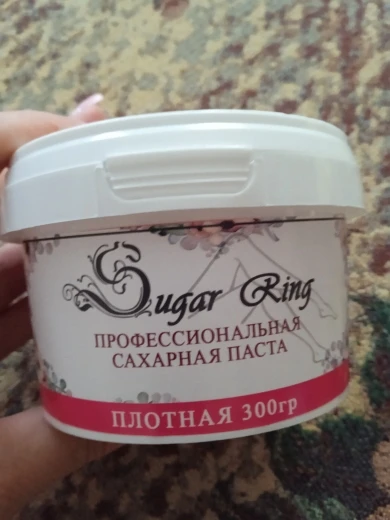 Sugar Ring
ПРОФЕССИОНАЛЬНАЯ
САХАРНАЯ ПАСТА
ПЛОТНАЯ 300гр